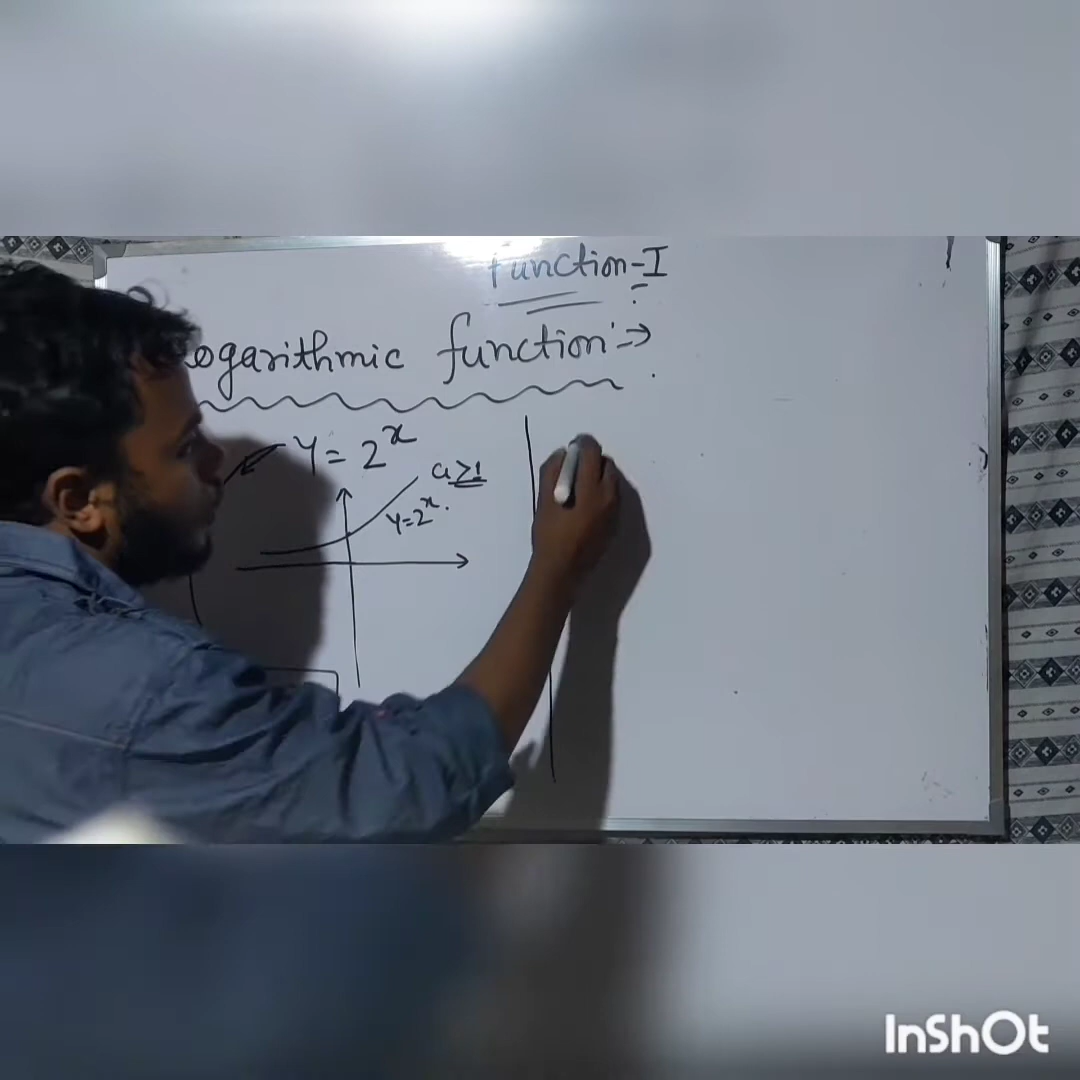 Function-I
ogarithmic function:→
y = 2^x
a ≥ 1
y=2^x.
InShOt